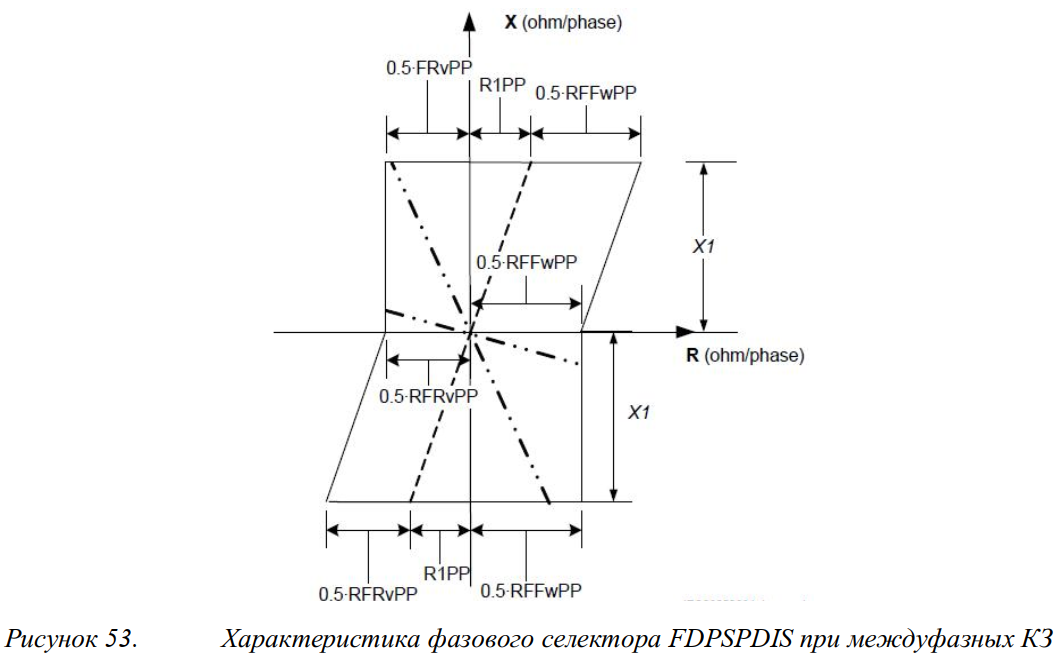 X (ohm/phase)
0.5·FRvPP
R1PP
0.5·RFFwPP
X1
0.5·RFFwPP
R (ohm/phase)
0.5·RFRvPP
X1
0.5·RFRvPP
R1PP
0.5·RFFwPP
Рисунок 53. Характеристика фазового селектора FDPSPDIS при междуфазных КЗ